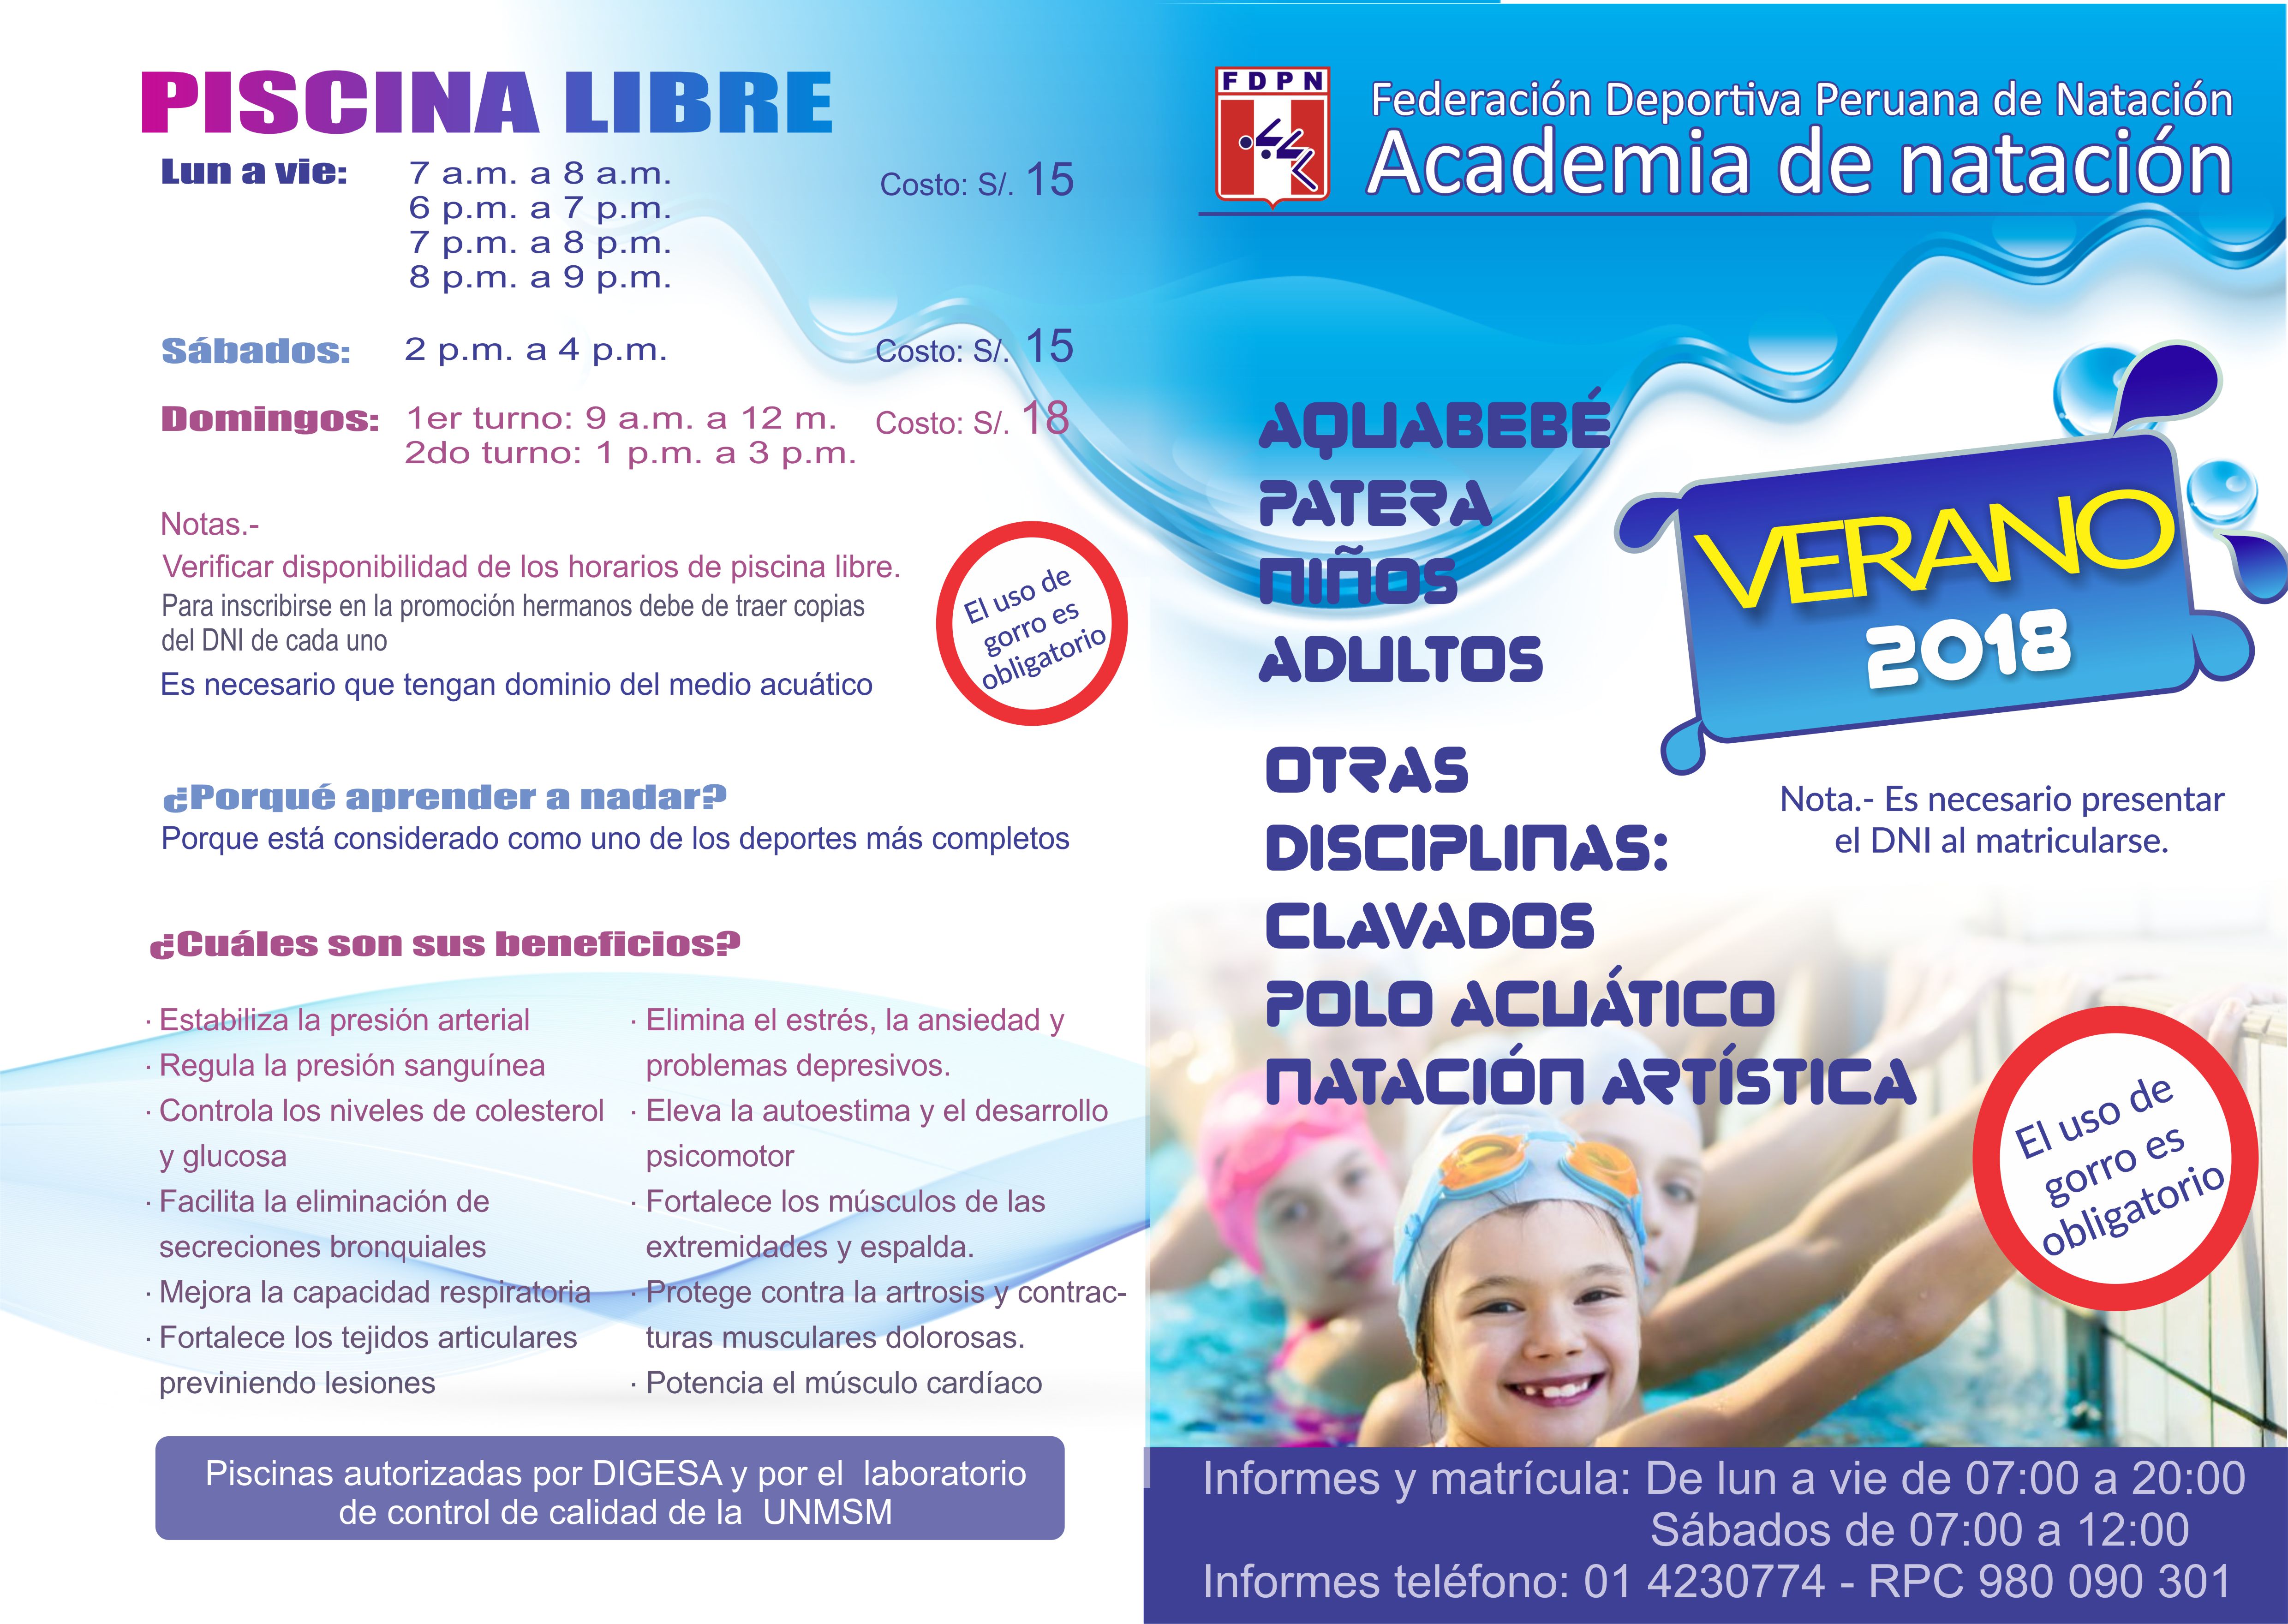 PISCINA LIBRE
Lun a vie: 7 a.m. a 8 a.m. Costo: S/. 15
6 p.m. a 7 p.m.
7 p.m. a 8 p.m.
8 p.m. a 9 p.m.
Sábados: 2 p.m. a 4 p.m. Costo: S/. 15
Domingos: 1er turno: 9 a.m. a 12 m. Costo: S/. 18
2do turno: 1 p.m. a 3 p.m.
Notas.-
Verificar disponibilidad de los horarios de piscina libre.
Para inscribirse en la promoción hermanos debe de traer copias
del DNI de cada uno
Es necesario que tengan dominio del medio acuático
El uso de
gorro es
obligatorio
¿Porqué aprender a nadar?
Porque está considerado como uno de los deportes más completos
¿Cuáles son sus beneficios?
· Estabiliza la presión arterial
· Regula la presión sanguínea
· Controla los niveles de colesterol
y glucosa
· Facilita la eliminación de
secreciones bronquiales
· Mejora la capacidad respiratoria
· Fortalece los tejidos articulares
previniendo lesiones
· Elimina el estrés, la ansiedad y
problemas depresivos.
· Eleva la autoestima y el desarrollo
psicomotor
· Fortalece los músculos de las
extremidades y espalda.
· Protege contra la artrosis y contrac-
turas musculares dolorosas.
· Potencia el músculo cardíaco
Piscinas autorizadas por DIGESA y por el laboratorio
de control de calidad de la UNMSM
FDPN
Federación Deportiva Peruana de Natación
Academia de natación
AQUABEBÉ
PATERA
NIÑOS
ADULTOS
VERANO
2018
OTRAS
DISCIPLINAS:
CLAVADOS
POLO ACUÁTICO
NATACIÓN ARTÍSTICA
Nota.- Es necesario presentar
el DNI al matricularse.
El uso de
gorro es
obligatorio
Informes y matrícula: De lun a vie de 07:00 a 20:00
Sábados de 07:00 a 12:00
Informes teléfono: 01 4230774 - RPC 980 090 301